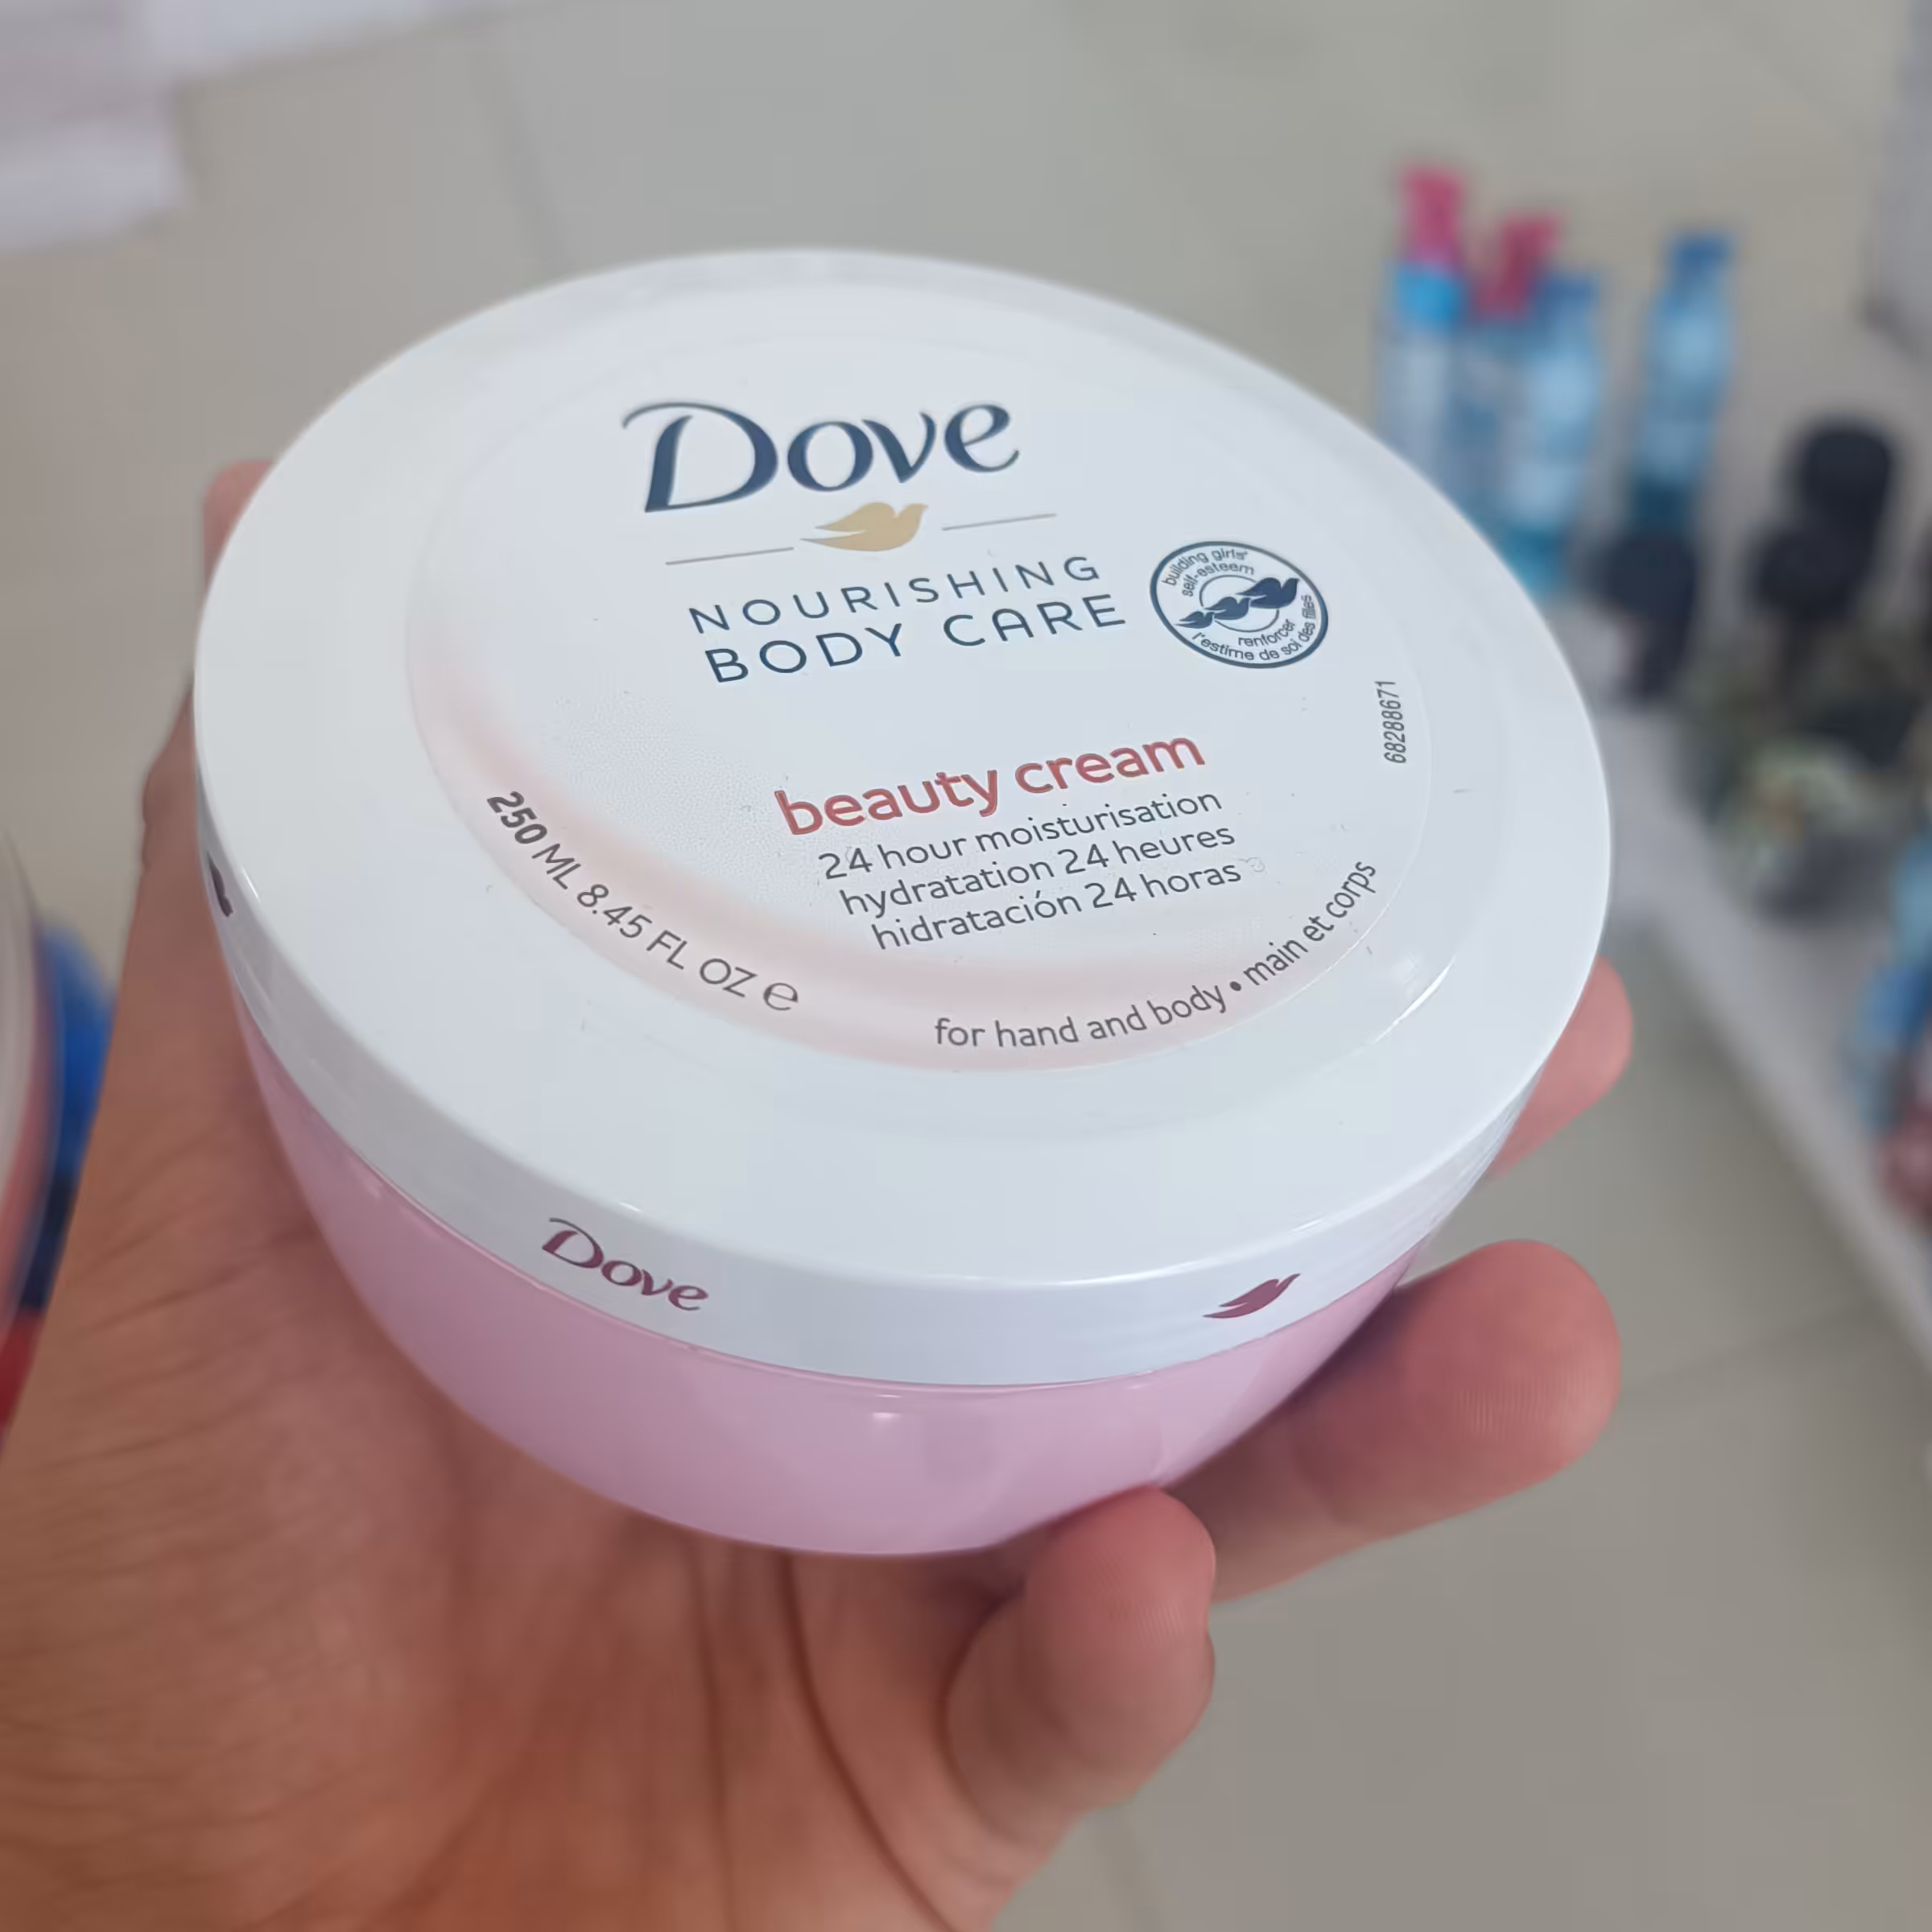 Dove
NOURISHING
BODY CARE
building girls'
self-esteem
renforcer
l'estime de soi des filles
68288671
beauty cream
24 hour moisturisation
hydratation 24 heures
hidratación 24 horas
250 ML 8.45 FL OZ e
for hand and body • main et corps
Dove